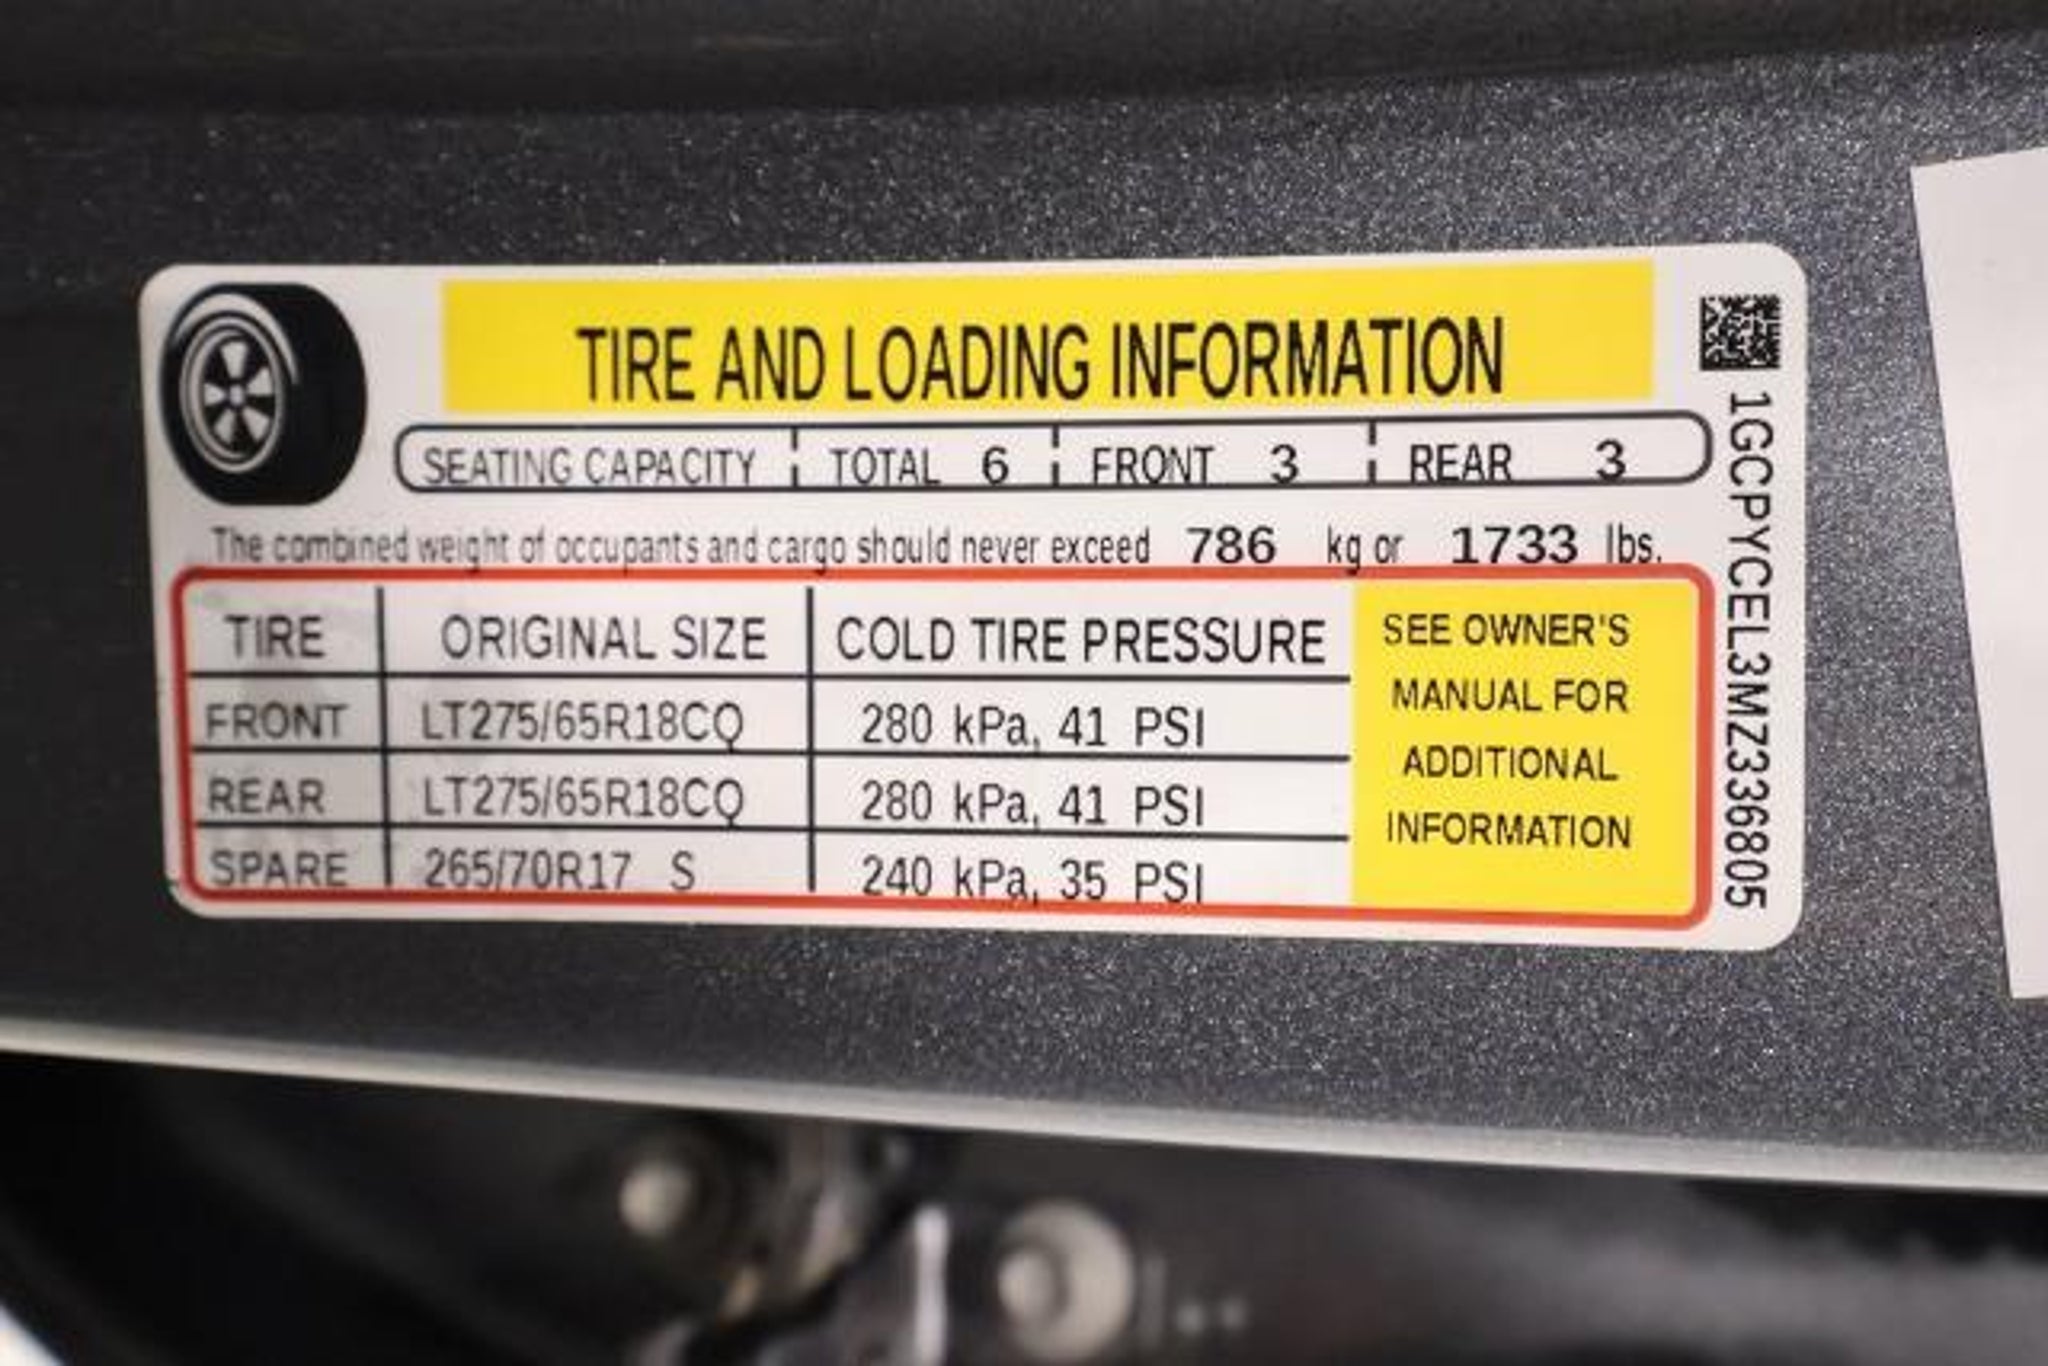 TIRE AND LOADING INFORMATION
SEATING CAPACITY TOTAL 6 FRONT 3 REAR 3
The combined weight of occupants and cargo should never exceed 786 kg or 1733 lbs.
TIRE ORIGINAL SIZE COLD TIRE PRESSURE
FRONT LT275/65R18CQ 280 kPa, 41 PSI
REAR LT275/65R18CQ 280 kPa, 41 PSI
SPARE 265/70R17 S 240 kPa, 35 PSI
SEE OWNER'S
MANUAL FOR
ADDITIONAL
INFORMATION
1GCPYCEL3MZ336805